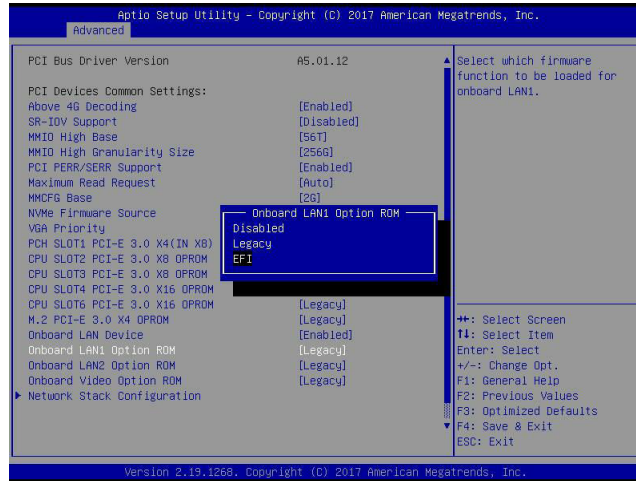 Aptio Setup Utility – Copyright (C) 2017 American Megatrends, Inc.
Advanced
PCI Bus Driver Version A5.01.12
PCI Devices Common Settings:
Above 4G Decoding [Enabled]
SR-IOV Support [Disabled]
MMIO High Base [56T]
MMIO High Granularity Size [256G]
PCI PERR/SERR Support [Enabled]
Maximum Read Request [Auto]
MMCFG Base [2G]
NVMe Firmware Source
VGA Priority
PCH SLOT1 PCI-E 3.0 X4(IN X8)
CPU SLOT2 PCI-E 3.0 X8 OPROM
CPU SLOT3 PCI-E 3.0 X8 OPROM
CPU SLOT4 PCI-E 3.0 X16 OPROM
CPU SLOT6 PCI-E 3.0 X16 OPROM [Legacy]
M.2 PCI-E 3.0 X4 OPROM [Legacy]
Onboard LAN Device [Enabled]
Onboard LAN1 Option ROM [Legacy]
Onboard LAN2 Option ROM [Legacy]
Onboard Video Option ROM [Legacy]
Network Stack Configuration
Onboard LAN1 Option ROM
Disabled
Legacy
EFI
Select which firmware
function to be loaded for
onboard LAN1.
++: Select Screen
↑↓: Select Item
Enter: Select
+/-: Change Opt.
F1: General Help
F2: Previous Values
F3: Optimized Defaults
F4: Save & Exit
ESC: Exit
Version 2.19.1268. Copyright (C) 2017 American Megatrends, Inc.